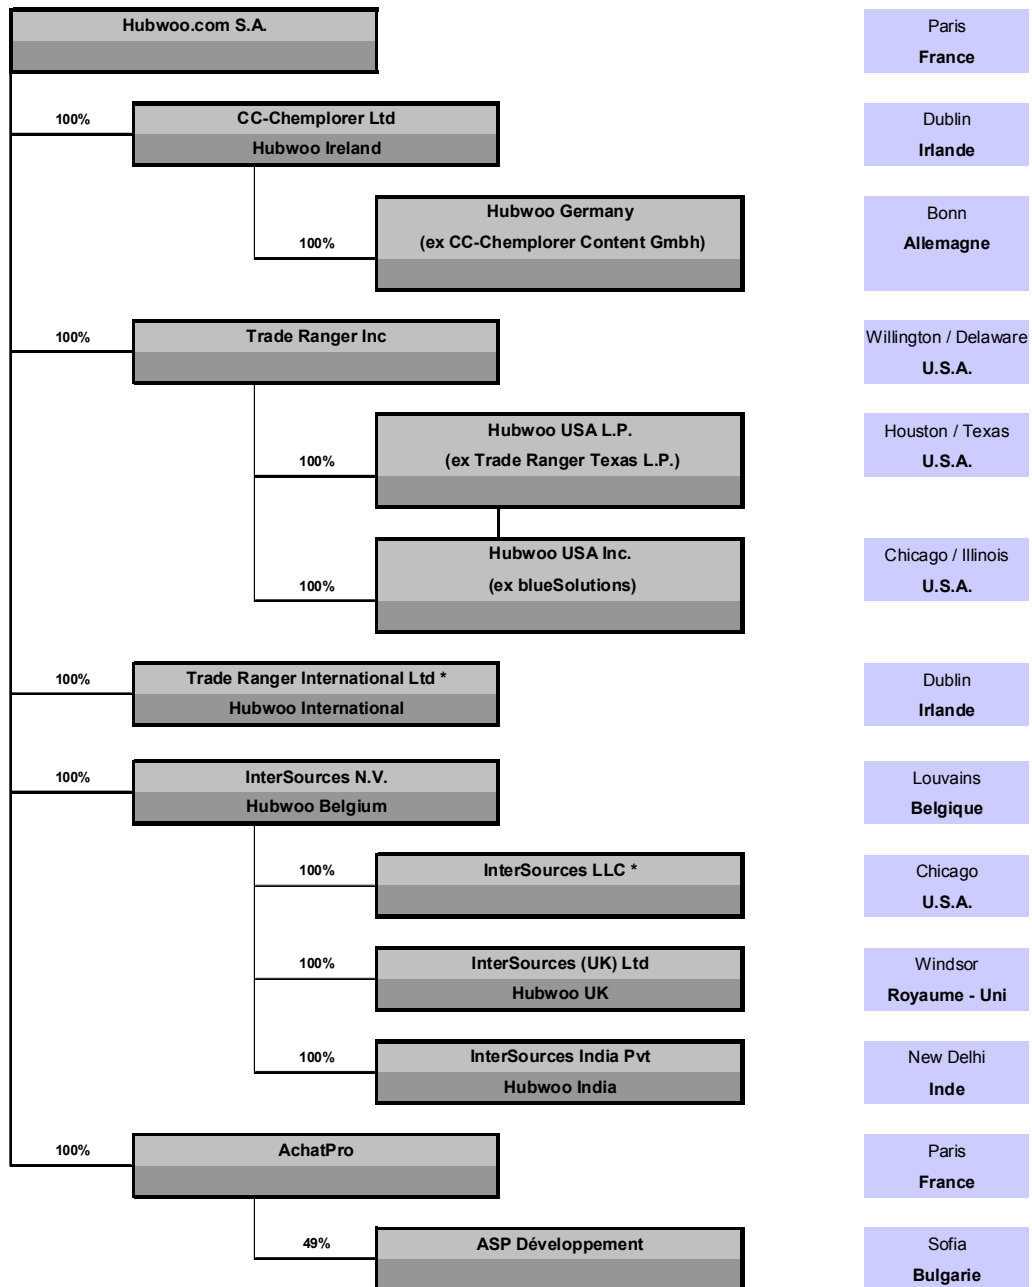 Hubwoo.com S.A.
Paris
France
100%
CC-Chemplorer Ltd
Hubwoo Ireland
Dublin
Irlande
100%
Hubwoo Germany
(ex CC-Chemplorer Content Gmbh)
Bonn
Allemagne
100%
Trade Ranger Inc
Willington / Delaware
U.S.A.
100%
Hubwoo USA L.P.
(ex Trade Ranger Texas L.P.)
Houston / Texas
U.S.A.
100%
Hubwoo USA Inc.
(ex blueSolutions)
Chicago / Illinois
U.S.A.
100%
Trade Ranger International Ltd *
Hubwoo International
Dublin
Irlande
100%
InterSources N.V.
Hubwoo Belgium
Louvains
Belgique
100%
InterSources LLC *
Chicago
U.S.A.
100%
InterSources (UK) Ltd
Hubwoo UK
Windsor
Royaume - Uni
100%
InterSources India Pvt
Hubwoo India
New Delhi
Inde
100%
AchatPro
Paris
France
49%
ASP Développement
Sofia
Bulgarie